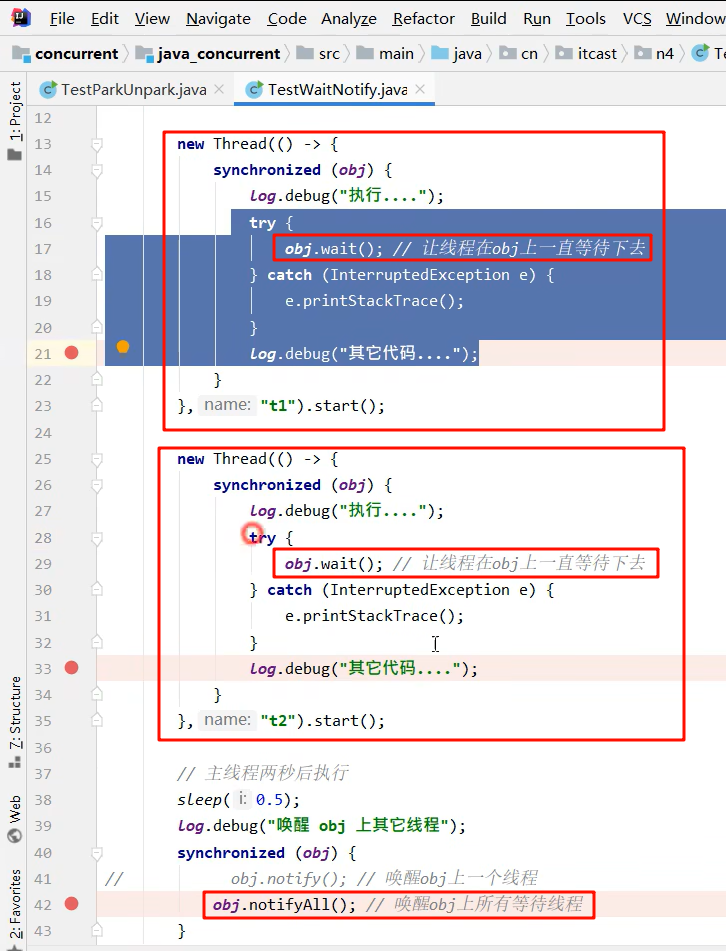 File Edit View Navigate Code Analyze Refactor Build Run Tools VCS Window
concurrent java_concurrent src main java cn itcast n4
TestParkUnpark.java TestWaitNotify.java
1: Project
12
13 new Thread(() -> {
14 synchronized (obj) {
15 log.debug("执行....");
16 try {
17 obj.wait(); // 让线程在obj上一直等待下去
18 } catch (InterruptedException e) {
19 e.printStackTrace();
20 }
21 log.debug("其它代码....");
22 }
23 }, name: "t1").start();
24
25 new Thread(() -> {
26 synchronized (obj) {
27 log.debug("执行....");
28 try {
29 obj.wait(); // 让线程在obj上一直等待下去
30 } catch (InterruptedException e) {
31 e.printStackTrace();
32 }
33 log.debug("其它代码....");
34 }
35 }, name: "t2").start();
36
37 // 主线程两秒后执行
38 sleep( i: 0.5);
39 log.debug("唤醒 obj 上其它线程");
40 synchronized (obj) {
41 // obj.notify(); // 唤醒obj上一个线程
42 obj.notifyAll(); // 唤醒obj上所有等待线程
43 }
7: Structure
Web
2: Favorites